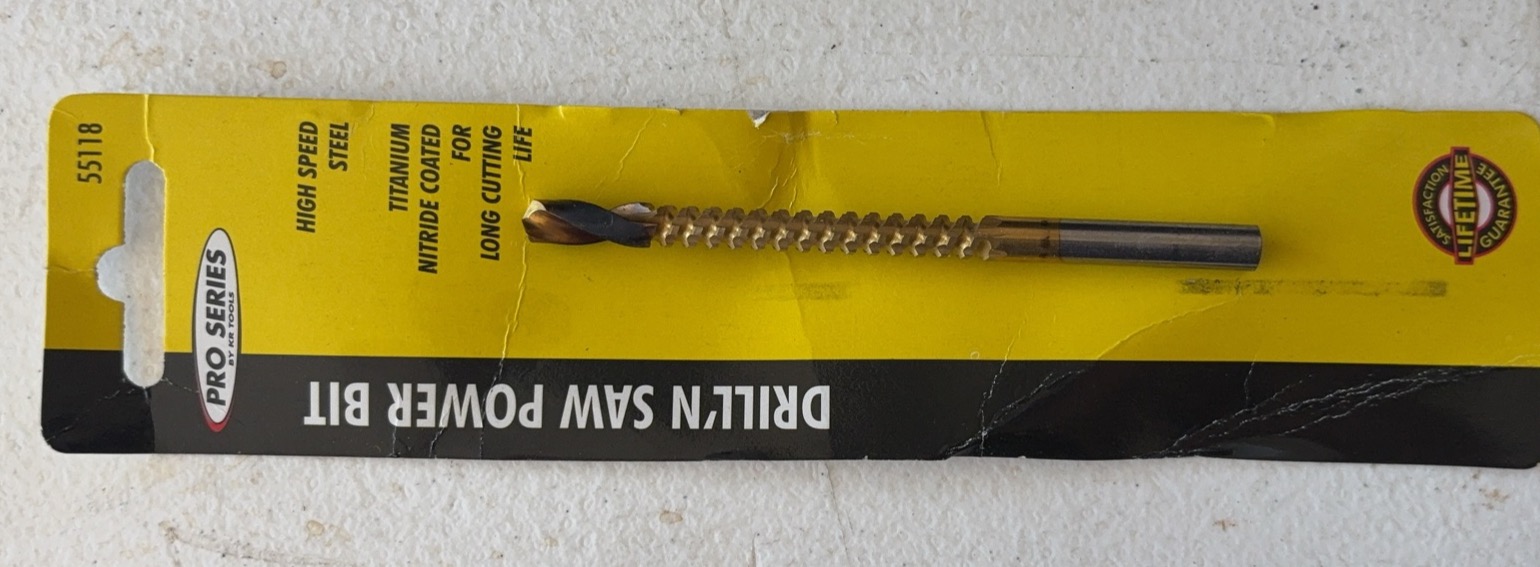 55118
HIGH SPEED
STEEL
TITANIUM
NITRIDE COATED
FOR
LONG CUTTING
LIFE
PRO SERIES
BY KR TOOLS
DRILL'N SAW POWER BIT
SATISFACTION
LIFETIME
GUARANTEE